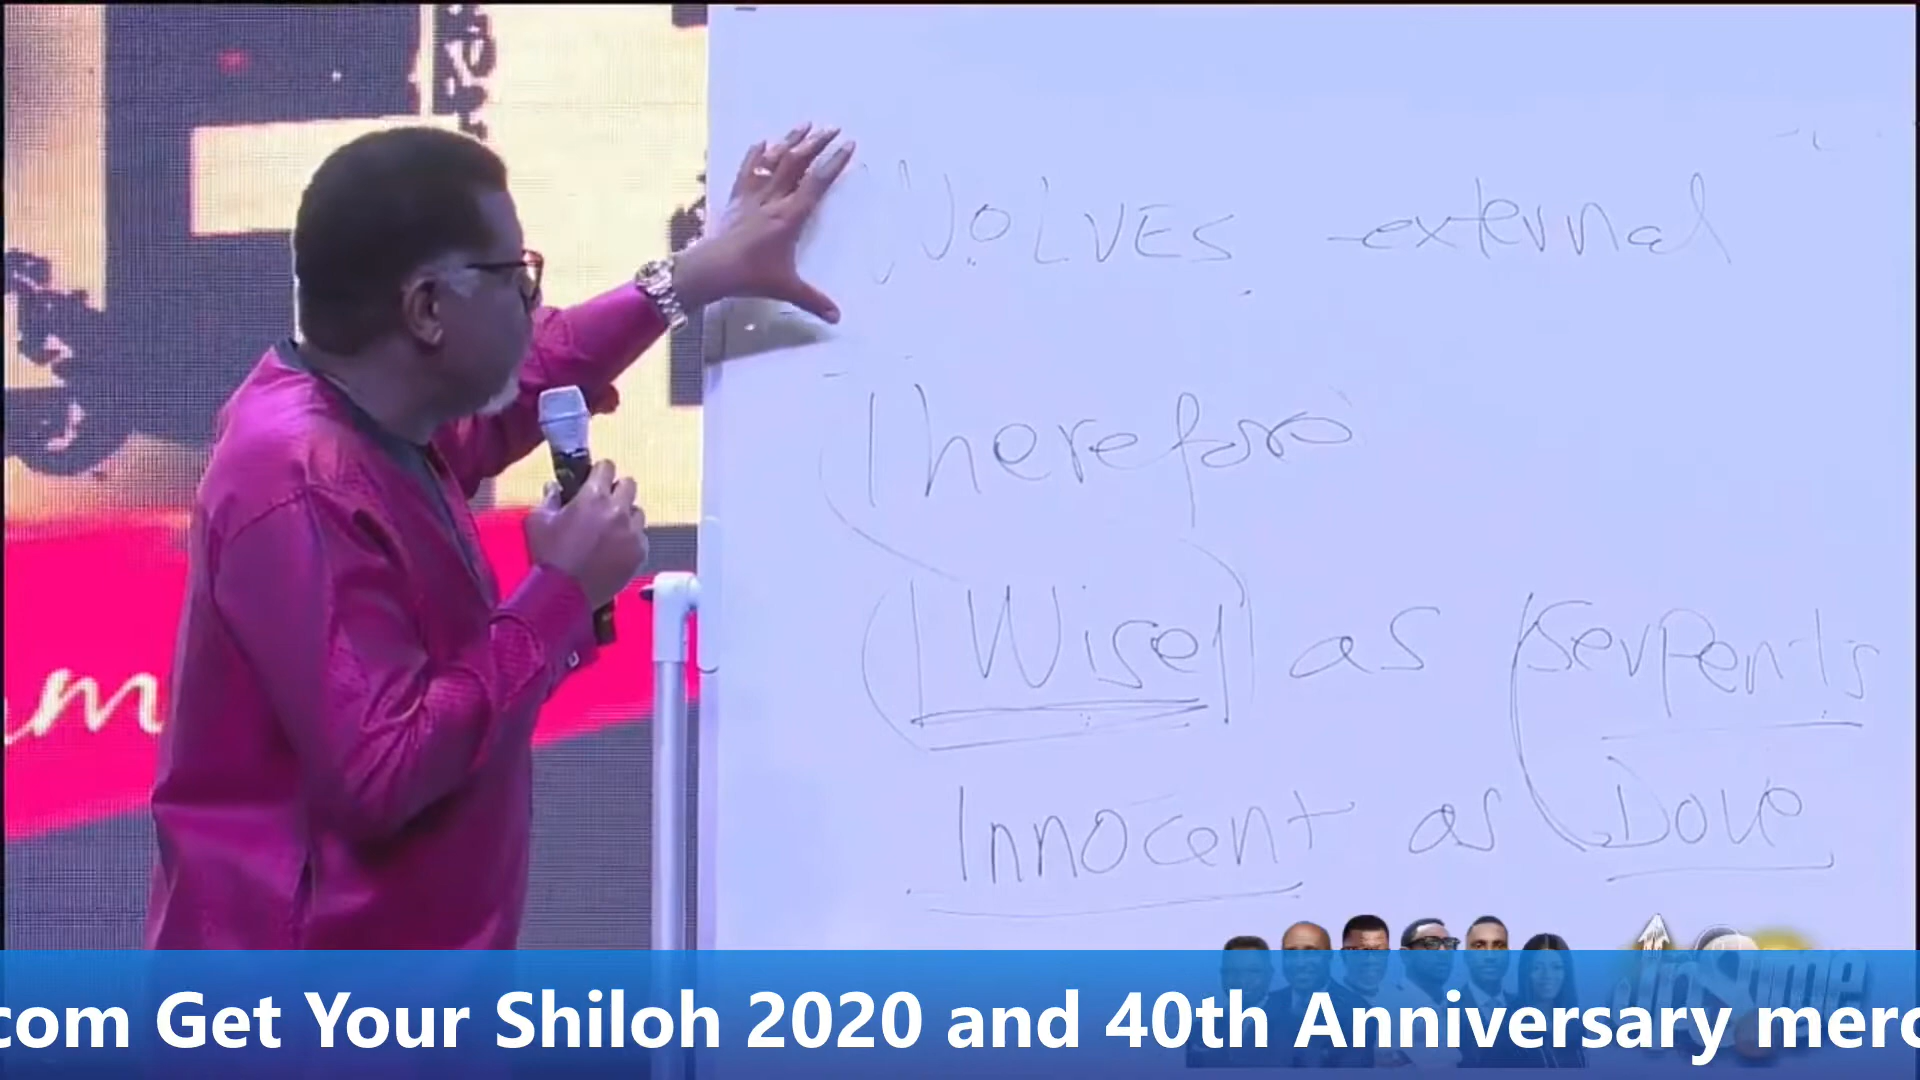 WOLVES - external
Therefore
Wise as Serpents
Innocent as Dove
m
com Get Your Shiloh 2020 and 40th Anniversary merc